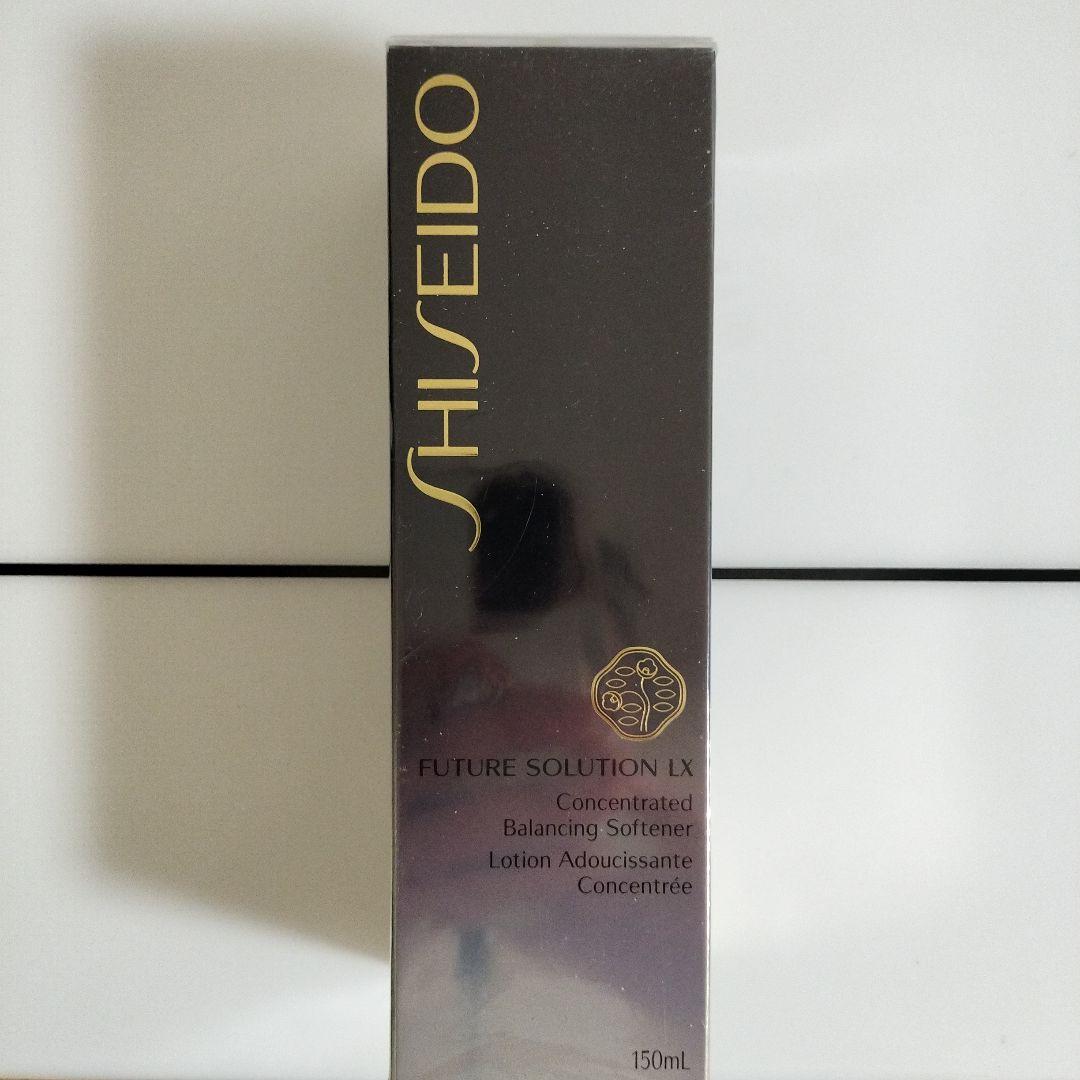 SHISEIDO
FUTURE SOLUTION LX
Concentrated
Balancing Softener
Lotion Adoucissante
Concentrée
150mL